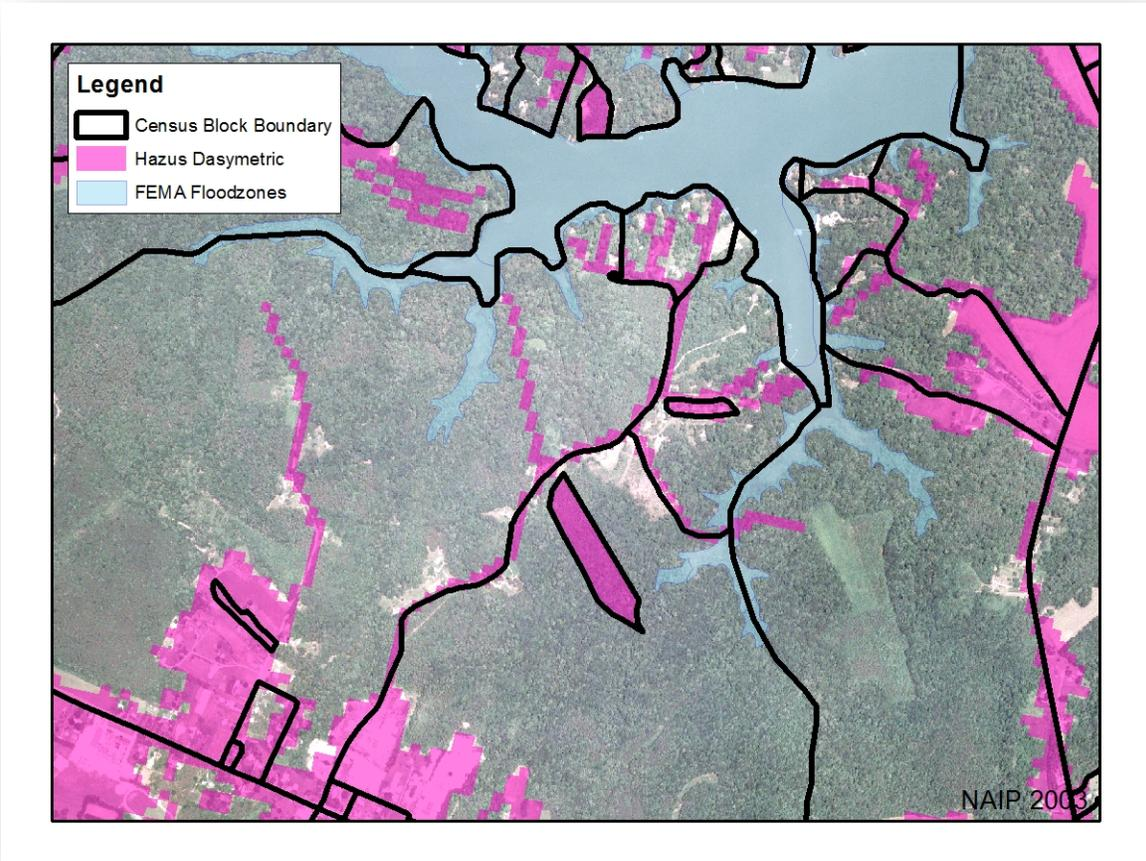 Legend
Census Block Boundary
Hazus Dasymetric
FEMA Floodzones
NAIP 2003